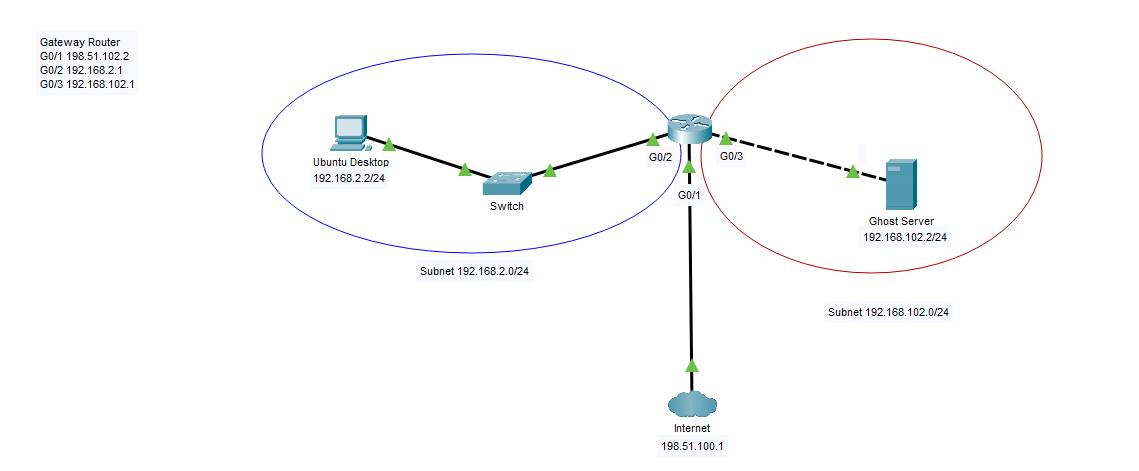 Gateway Router
G0/1 198.51.102.2
G0/2 192.168.2.1
G0/3 192.168.102.1
Ubuntu Desktop
192.168.2.2/24
Switch
G0/2
G0/3
G0/1
Ghost Server
192.168.102.2/24
Subnet 192.168.2.0/24
Subnet 192.168.102.0/24
Internet
198.51.100.1